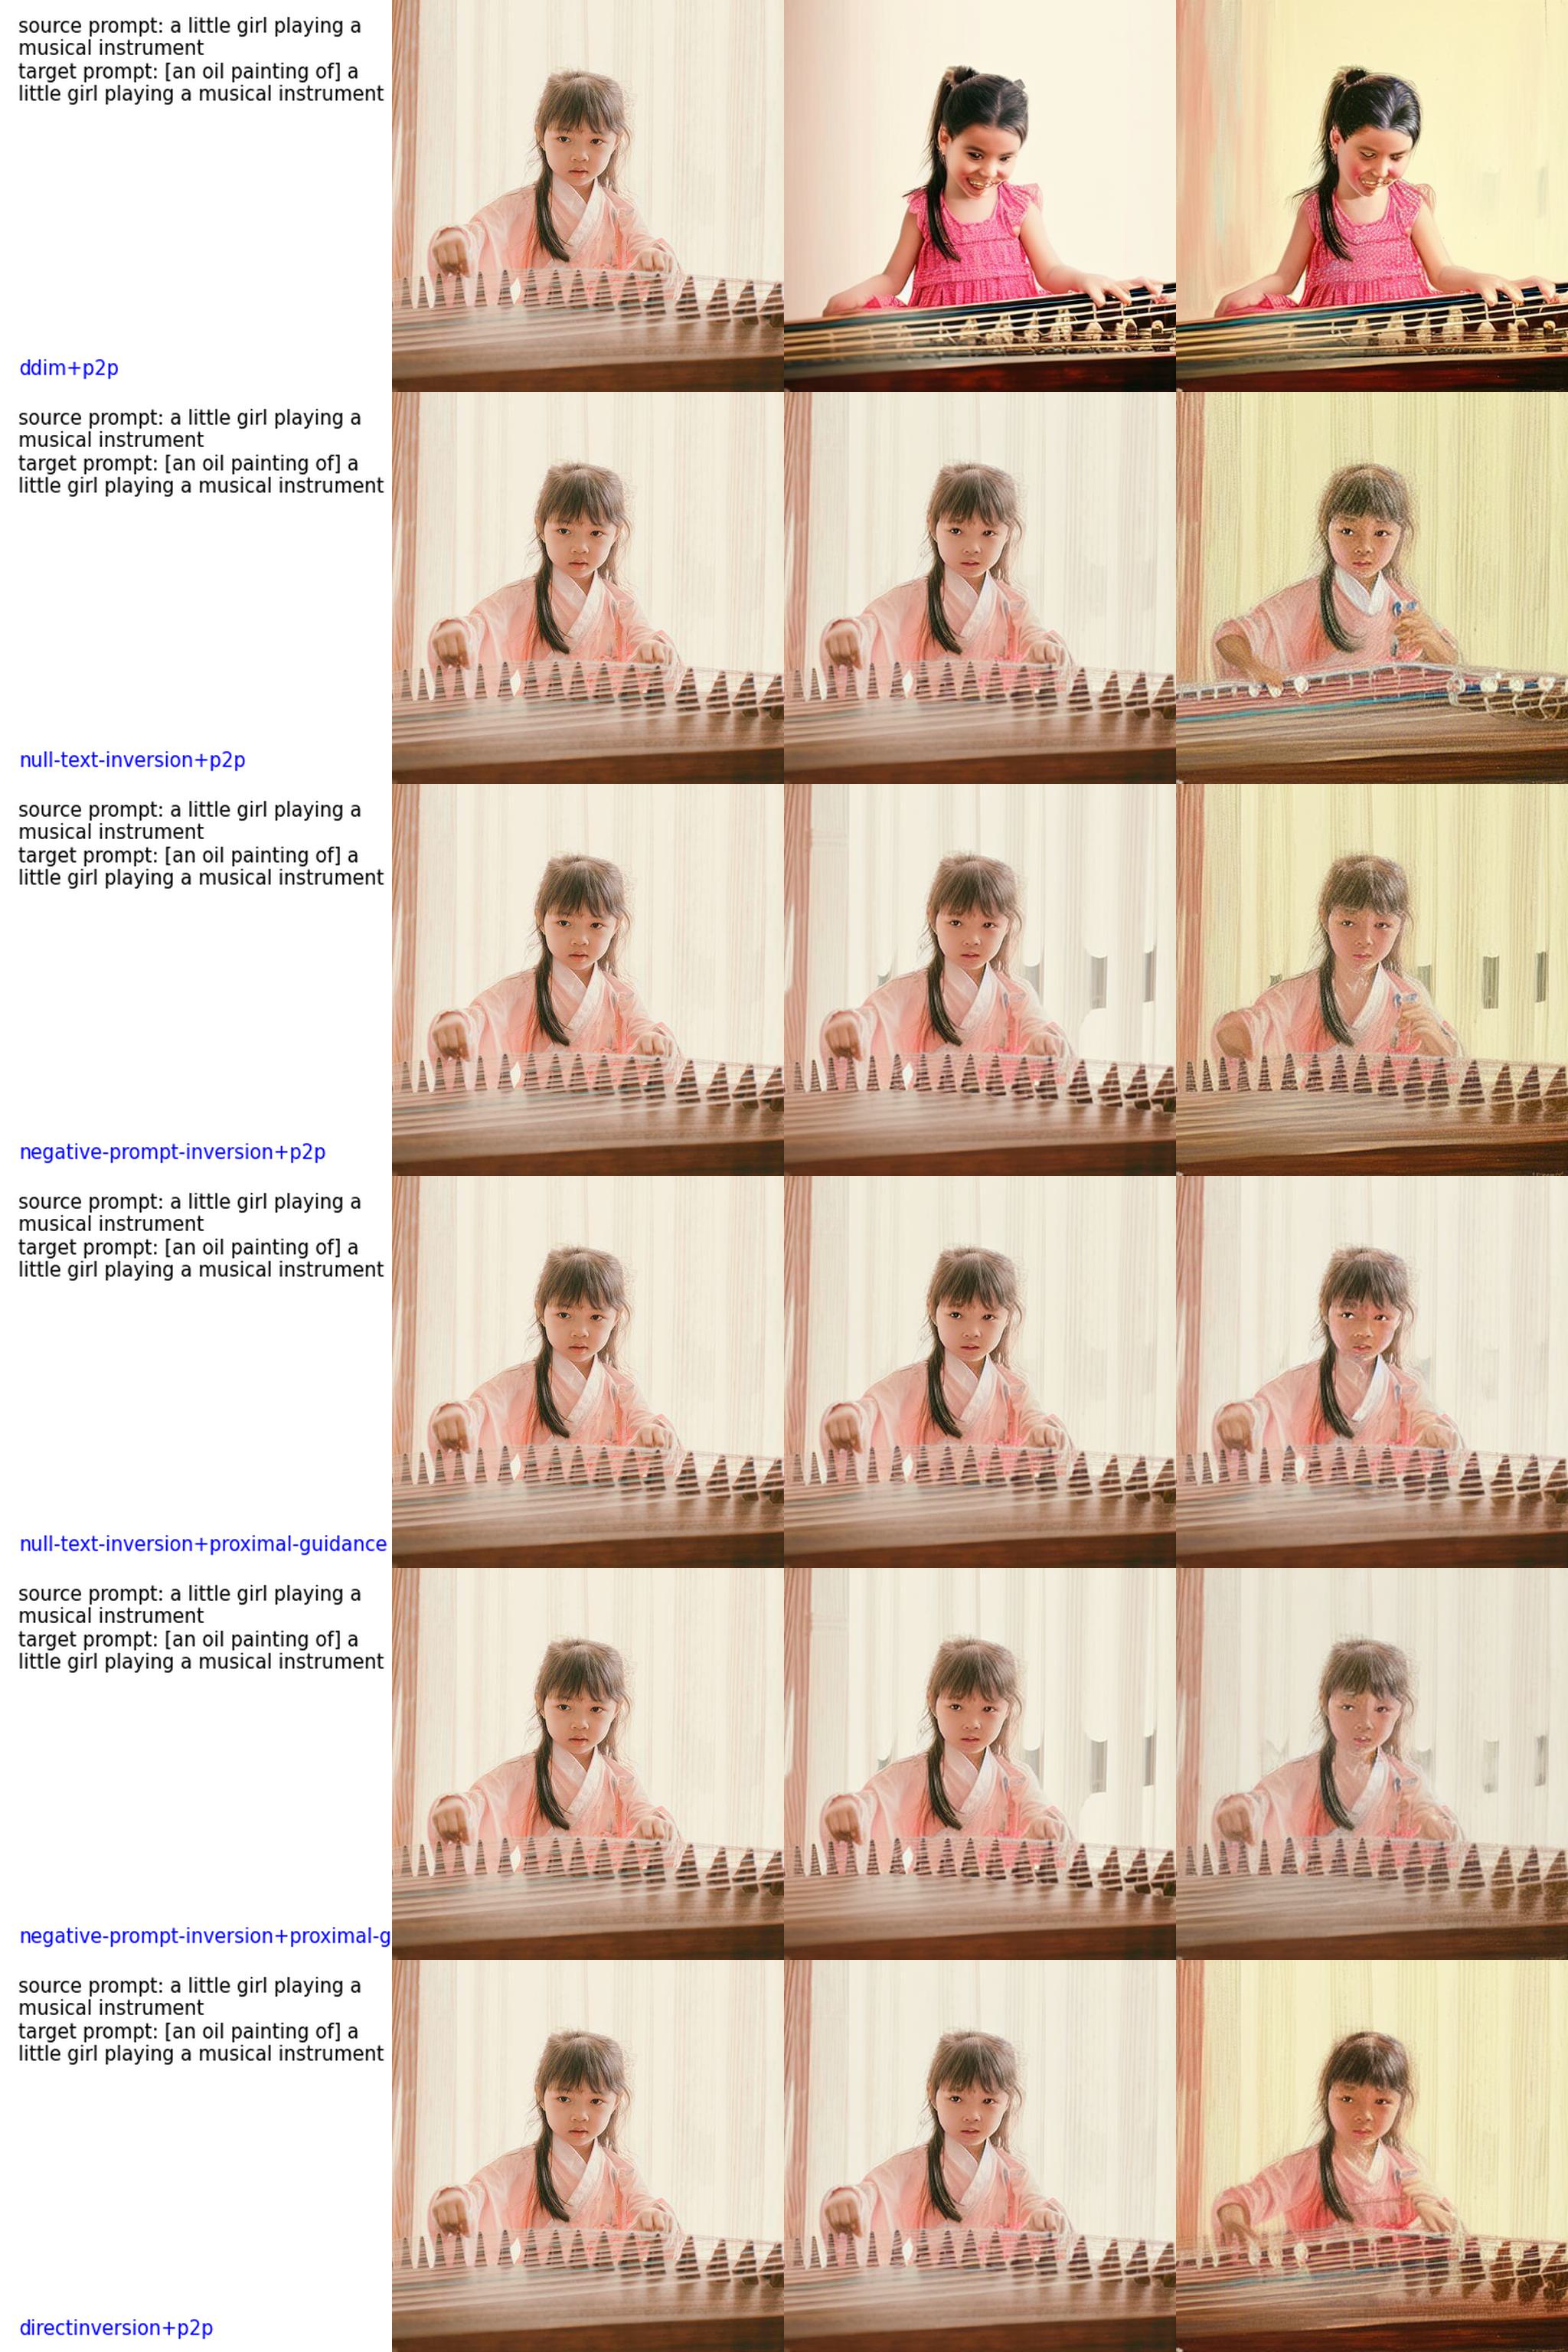 source prompt: a little girl playing a
musical instrument
target prompt: [an oil painting of] a
little girl playing a musical instrument
ddim+p2p
source prompt: a little girl playing a
musical instrument
target prompt: [an oil painting of] a
little girl playing a musical instrument
null-text-inversion+p2p
source prompt: a little girl playing a
musical instrument
target prompt: [an oil painting of] a
little girl playing a musical instrument
negative-prompt-inversion+p2p
source prompt: a little girl playing a
musical instrument
target prompt: [an oil painting of] a
little girl playing a musical instrument
null-text-inversion+proximal-guidance
source prompt: a little girl playing a
musical instrument
target prompt: [an oil painting of] a
little girl playing a musical instrument
negative-prompt-inversion+proximal-g
source prompt: a little girl playing a
musical instrument
target prompt: [an oil painting of] a
little girl playing a musical instrument
directinversion+p2p